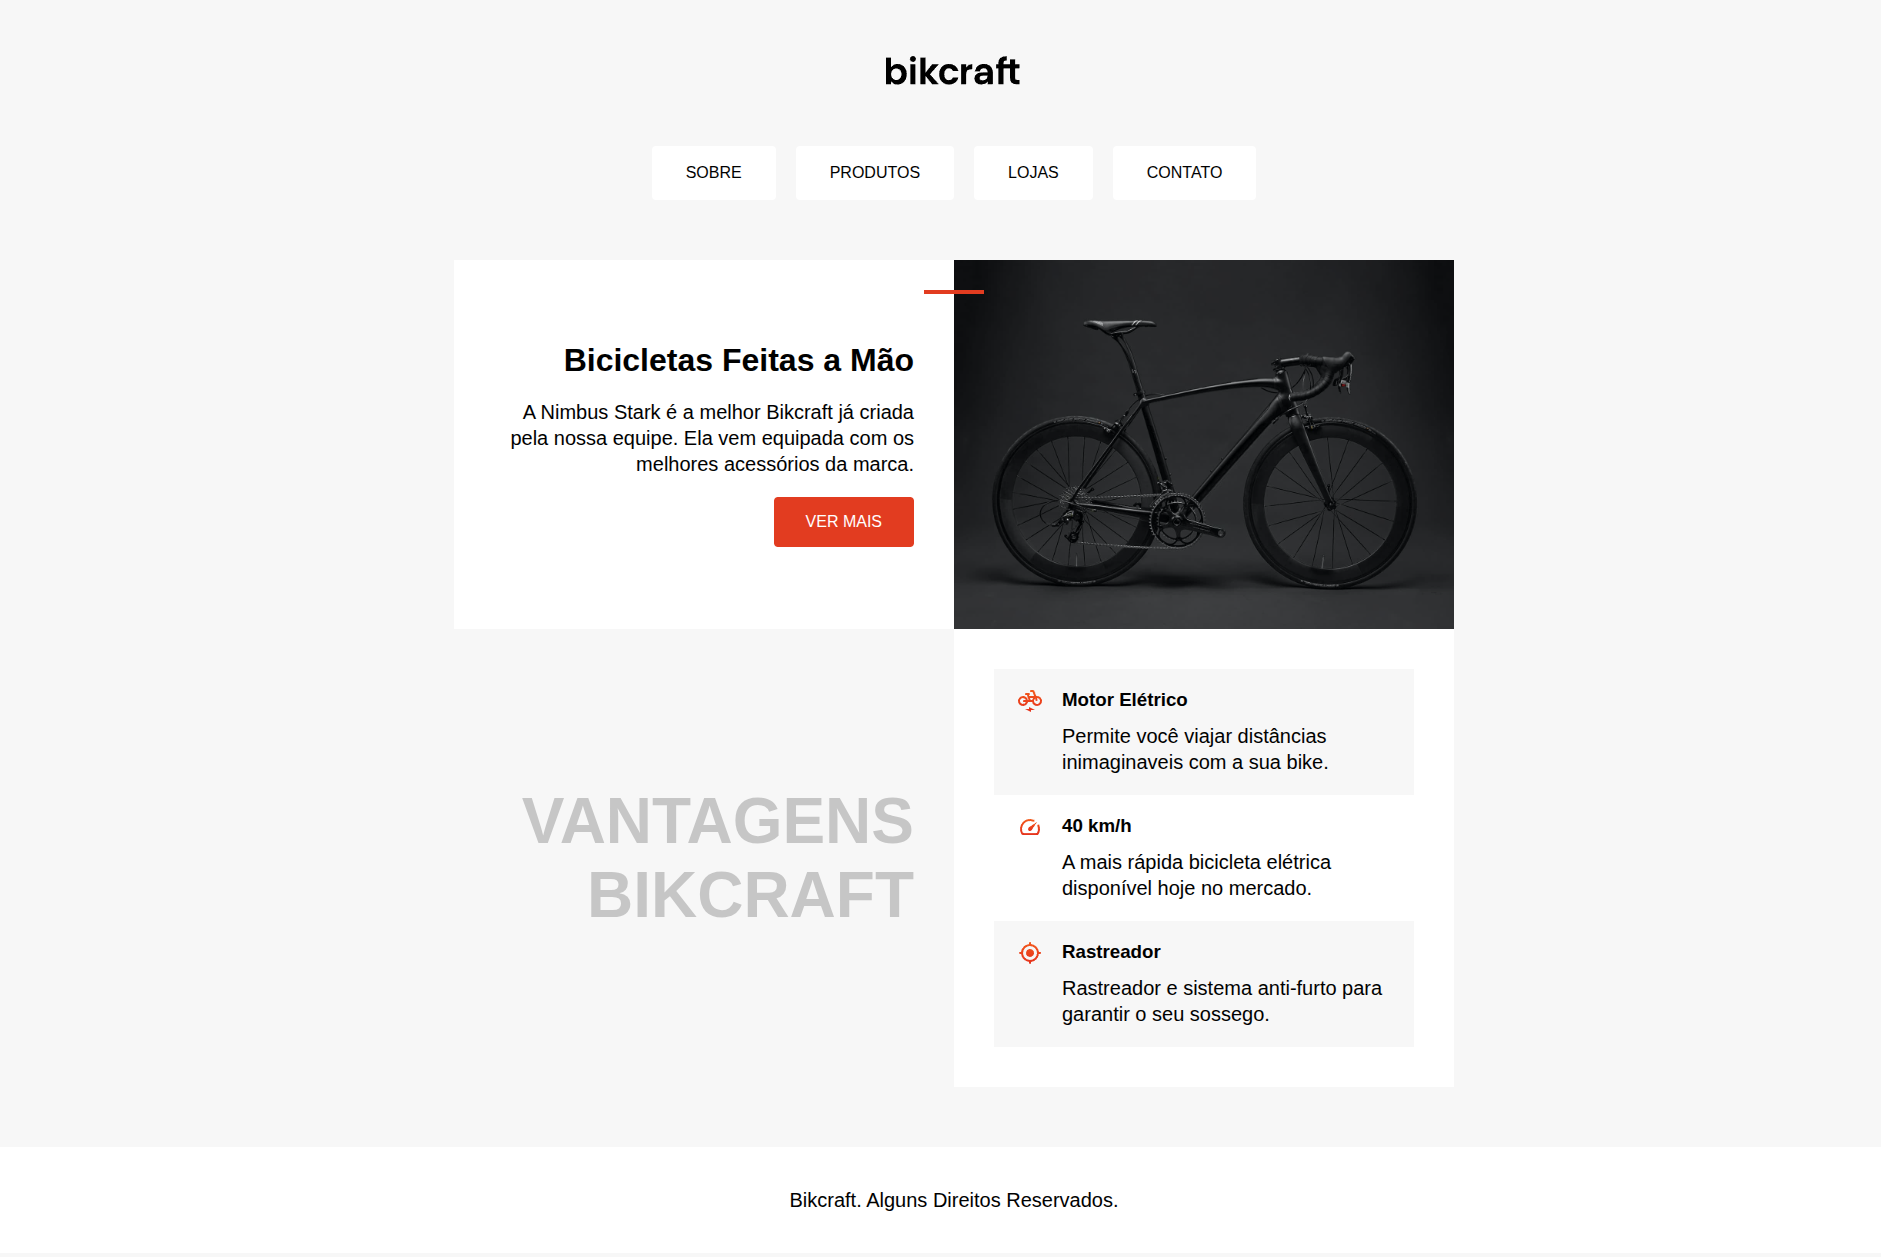 bikcraft
SOBRE
PRODUTOS
LOJAS
CONTATO
Bicicletas Feitas a Mão
A Nimbus Stark é a melhor Bikcraft já criada
pela nossa equipe. Ela vem equipada com os
melhores acessórios da marca.
VER MAIS
VANTAGENS
BIKCRAFT
Motor Elétrico
Permite você viajar distâncias
inimaginaveis com a sua bike.
40 km/h
A mais rápida bicicleta elétrica
disponível hoje no mercado.
Rastreador
Rastreador e sistema anti-furto para
garantir o seu sossego.
Bikcraft. Alguns Direitos Reservados.